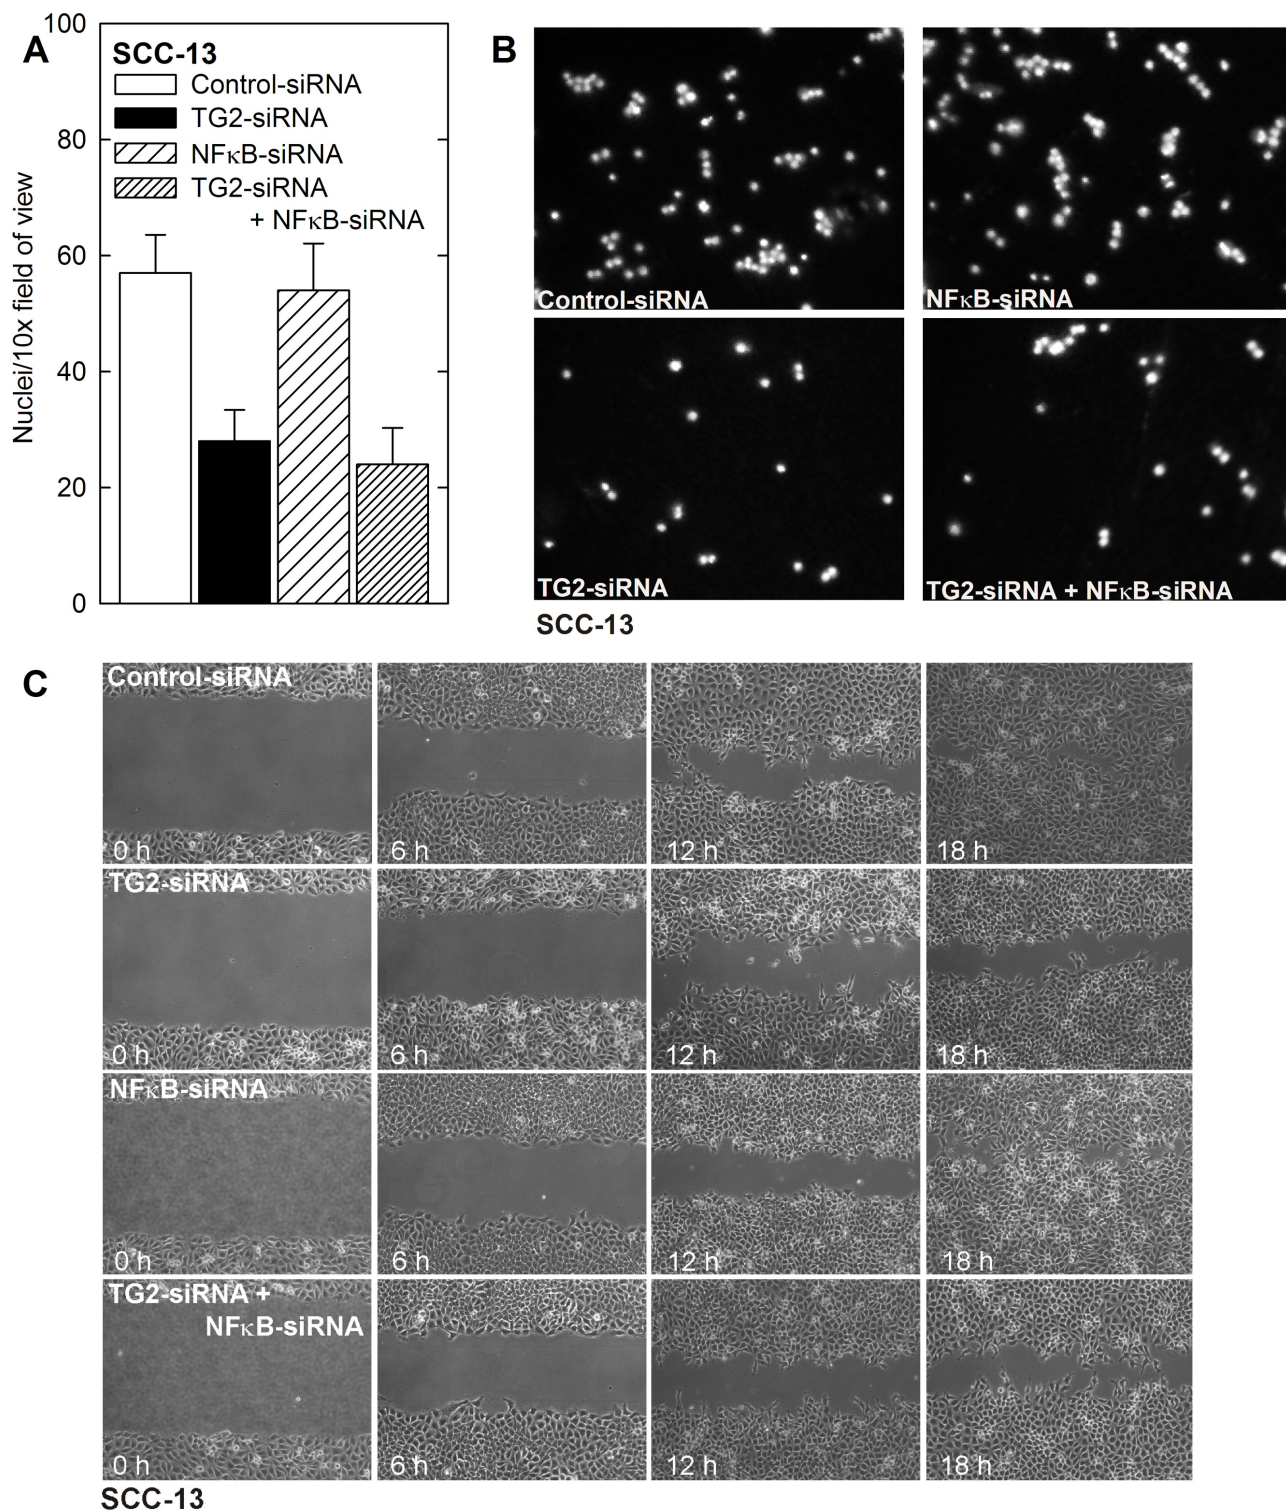 A
100
80
60
40
20
0
Nuclei/10x field of view
SCC-13
Control-siRNA
TG2-siRNA
NFκB-siRNA
TG2-siRNA
+ NFκB-siRNA
B
Control-siRNA
NFκB-siRNA
TG2-siRNA
TG2-siRNA + NFκB-siRNA
SCC-13
C
Control-siRNA
0 h
6 h
12 h
18 h
TG2-siRNA
0 h
6 h
12 h
18 h
NFκB-siRNA
0 h
6 h
12 h
18 h
TG2-siRNA +
NFκB-siRNA
0 h
6 h
12 h
18 h
SCC-13